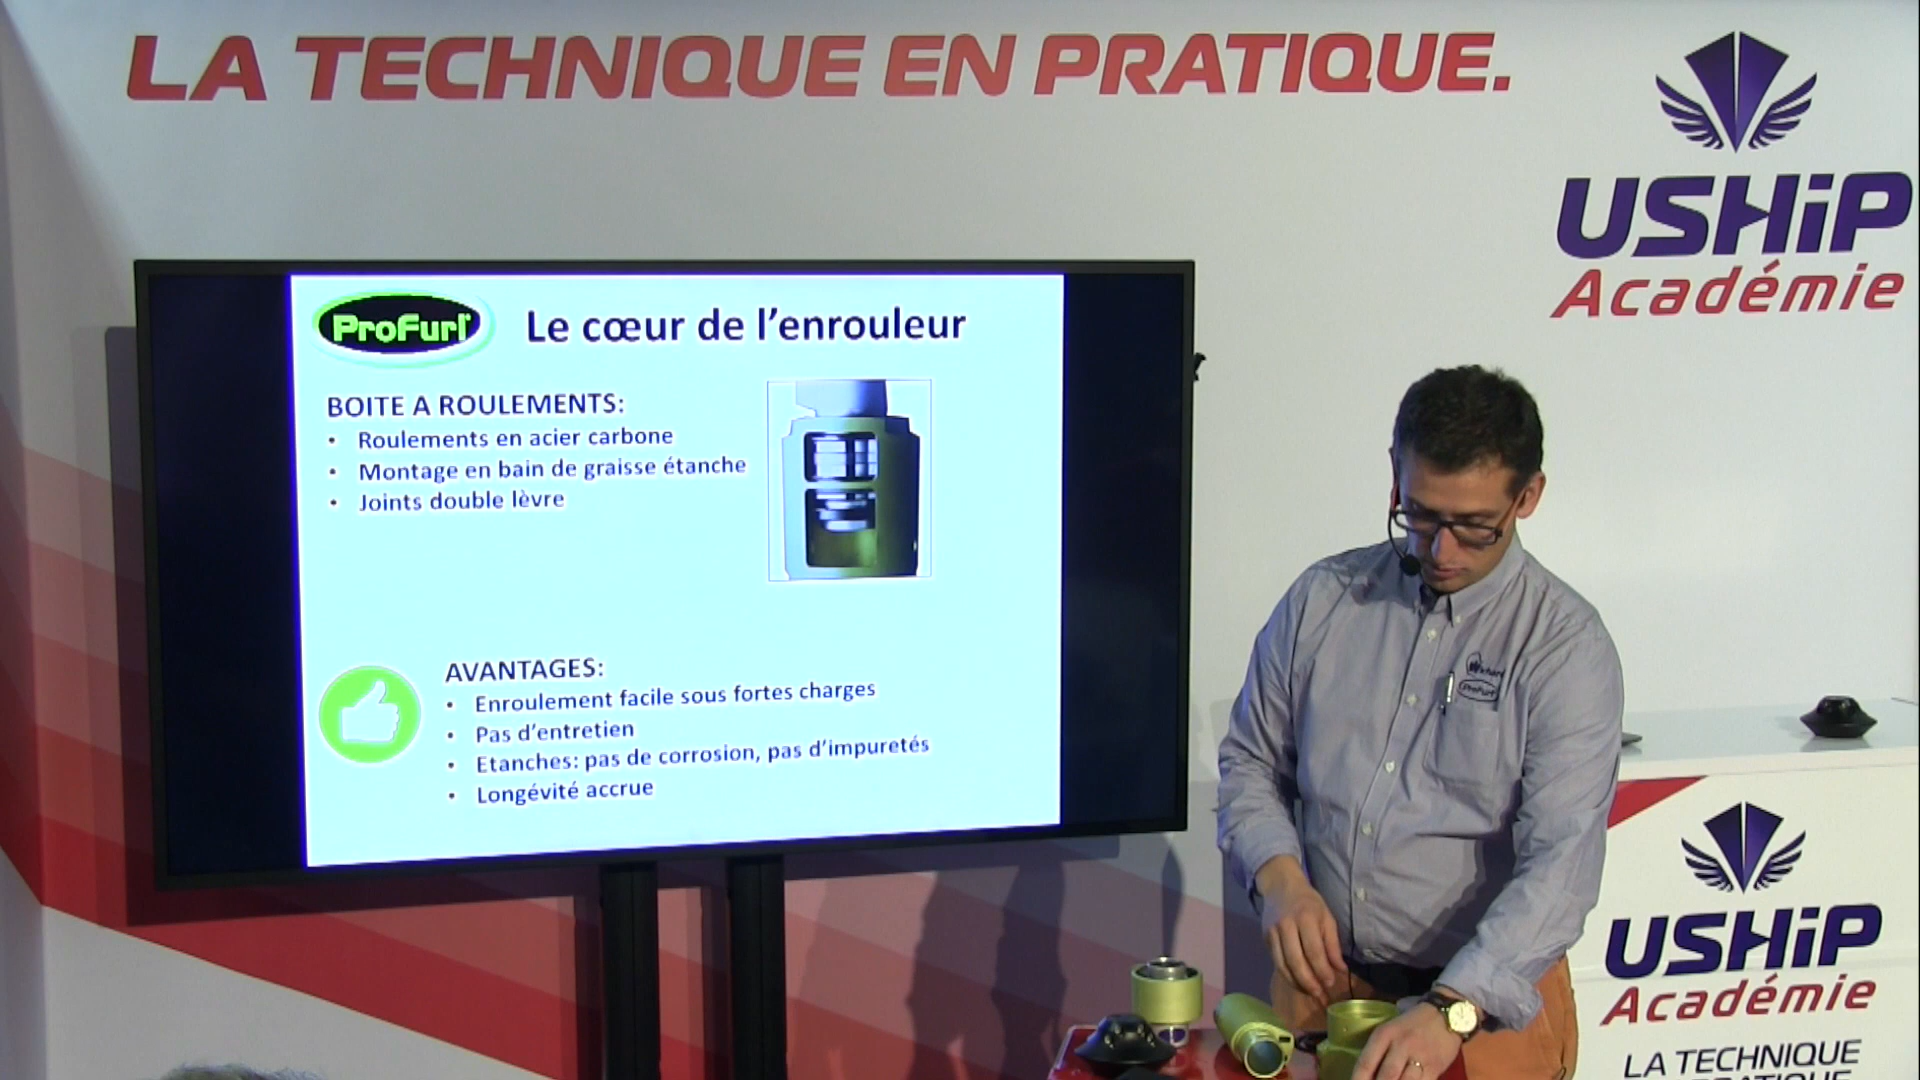 LA TECHNIQUE EN PRATIQUE.
USHiP
Académie
ProFurl
Le cœur de l'enrouleur
BOITE A ROULEMENTS:
• Roulements en acier carbone
• Montage en bain de graisse étanche
• Joints double lèvre
AVANTAGES:
• Enroulement facile sous fortes charges
• Pas d'entretien
• Etanches: pas de corrosion, pas d'impuretés
• Longévité accrue
Wichard
ProFurl
USHiP
Académie
LA TECHNIQUE